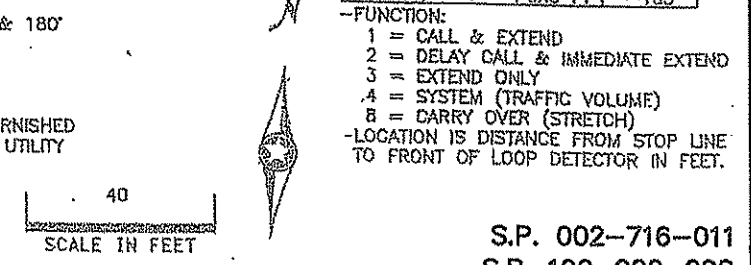 & 180°
RNISHED
UTILITY
40
SCALE IN FEET
-FUNCTION:
1 = CALL & EXTEND
2 = DELAY CALL & IMMEDIATE EXTEND
3 = EXTEND ONLY
4 = SYSTEM (TRAFFIC VOLUME)
8 = CARRY OVER (STRETCH)
-LOCATION IS DISTANCE FROM STOP LINE
TO FRONT OF LOOP DETECTOR IN FEET.
S.P. 002-716-011